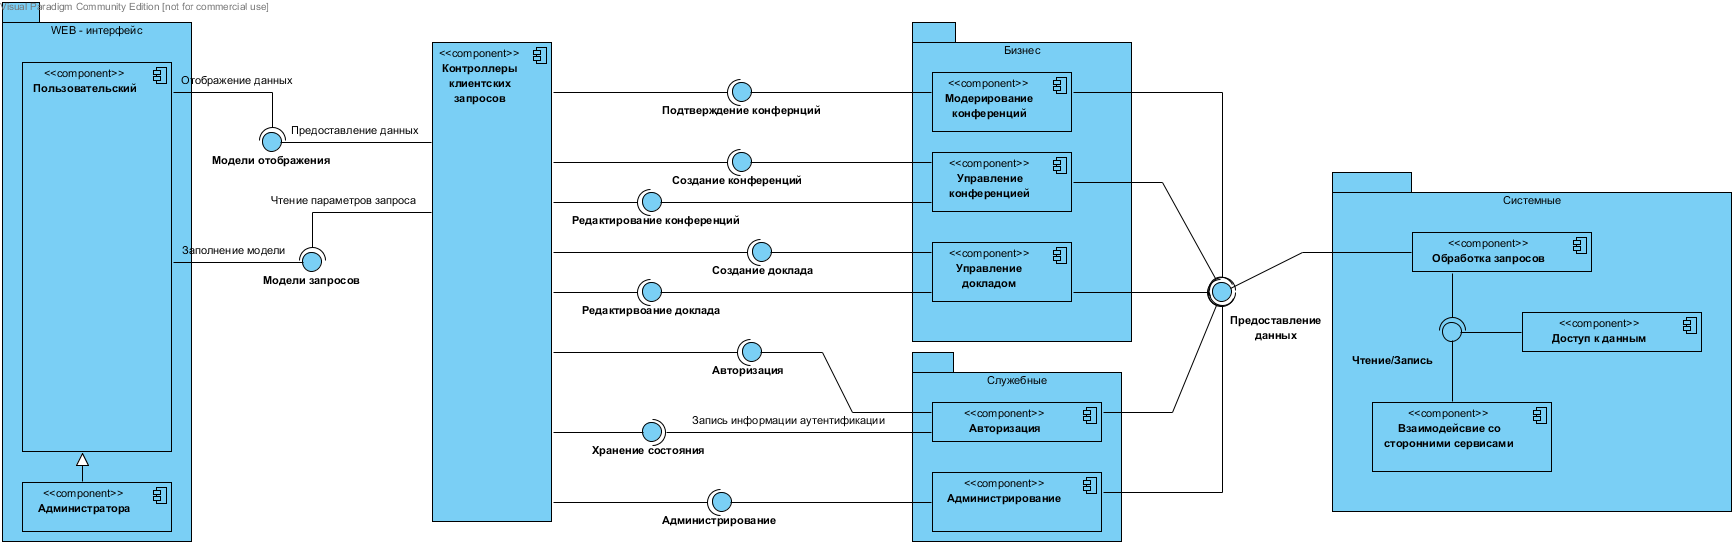 Visual Paradigm Community Edition [not for commercial use]
WEB - интерфейс
<<component>>
Пользовательский
<<component>>
Администратора
Отображение данных
Предоставление данных
Модели отображения
Чтение параметров запроса
Заполнение модели
Модели запросов
<<component>>
Контроллеры
клиентских
запросов
Подтверждение конфернций
Создание конференций
Редактирование конференций
Создание доклада
Редактирвоание доклада
Авторизация
Запись информации аутентификации
Хранение состояния
Администрирование
Бизнес
<<component>>
Модерирование
конференций
<<component>>
Управление
конференцией
<<component>>
Управление
докладом
Служебные
<<component>>
Авторизация
<<component>>
Администрирование
Предоставление
данных
Системные
<<component>>
Обработка запросов
<<component>>
Доступ к данным
Чтение/Запись
<<component>>
Взаимодейсвие со
сторонними сервисами